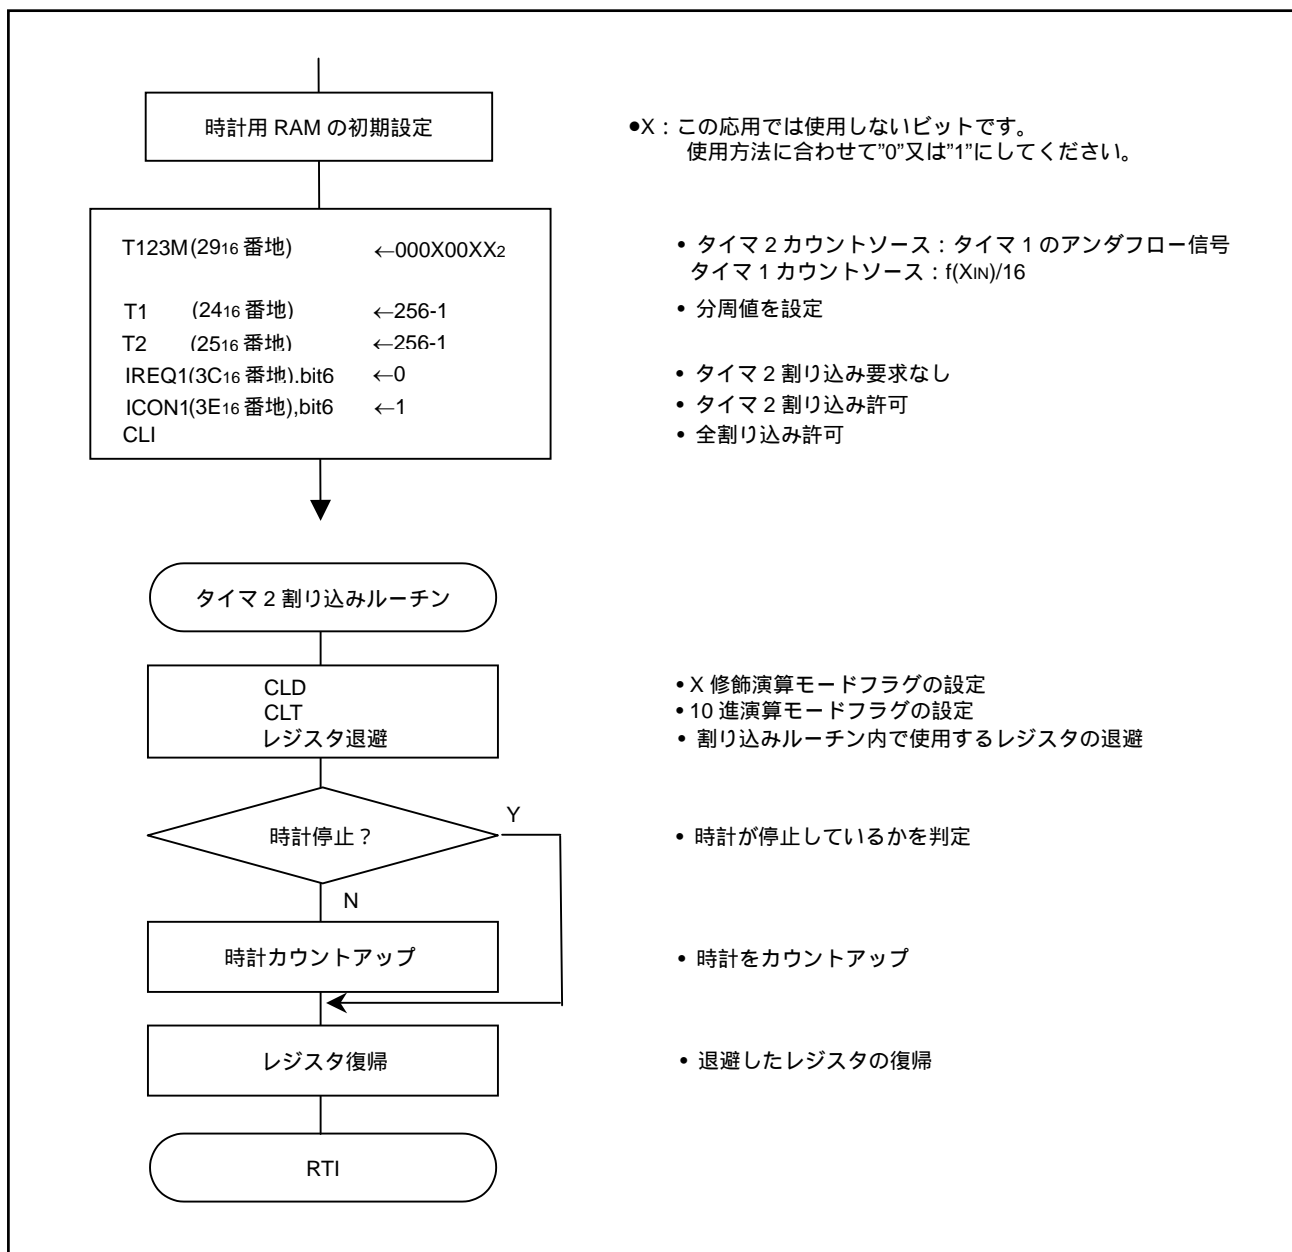 時計用 RAM の初期設定
●X：この応用では使用しないビットです。
使用方法に合わせて”0”又は”1”にしてください。
T123M(2916 番地) ←000X00XX2
• タイマ 2 カウントソース：タイマ 1 のアンダフロー信号
タイマ 1 カウントソース：f(XIN)/16
T1 (2416 番地) ←256-1
• 分周値を設定
T2 (2516 番地) ←256-1
IREQ1(3C16 番地),bit6 ←0
• タイマ 2 割り込み要求なし
ICON1(3E16 番地),bit6 ←1
• タイマ 2 割り込み許可
CLI
• 全割り込み許可
タイマ 2 割り込みルーチン
CLD
• X 修飾演算モードフラグの設定
CLT
• 10 進演算モードフラグの設定
レジスタ退避
• 割り込みルーチン内で使用するレジスタの退避
Y
時計停止？
• 時計が停止しているかを判定
N
時計カウントアップ
• 時計をカウントアップ
レジスタ復帰
• 退避したレジスタの復帰
RTI